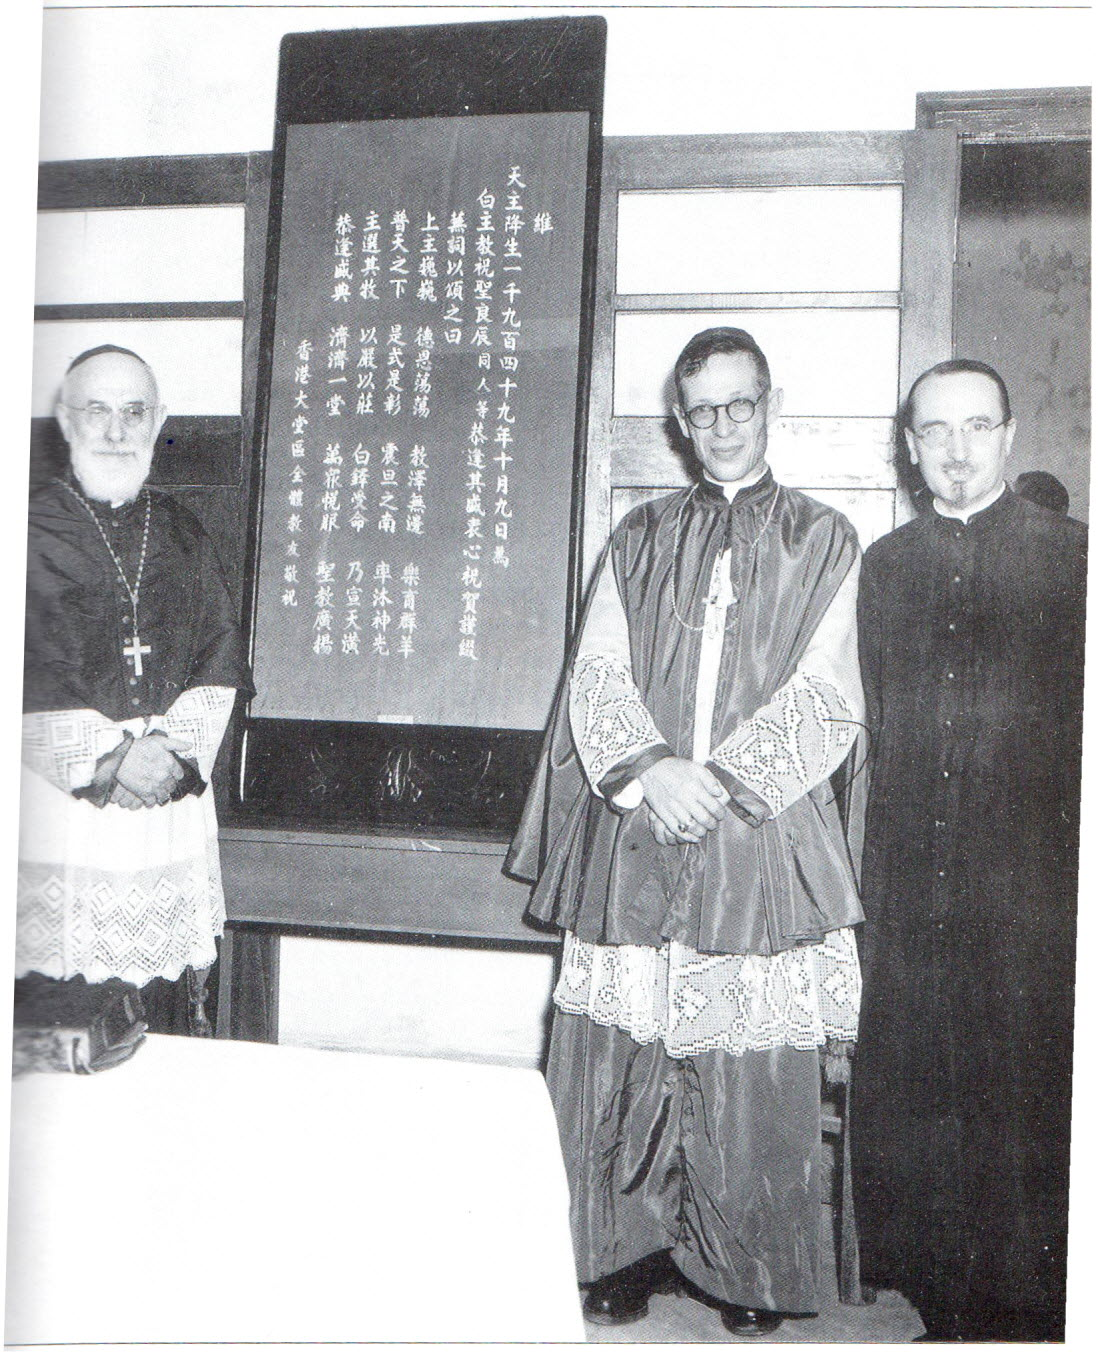 維
天主降生一千九百四十九年十月九日為
白主教祝聖良辰同人等恭逢其盛衷心祝賀謹綴
蕪詞以頌之曰
上主巍巍 德恩蕩蕩 教澤無邊 樂育群羊
普天之下 是式是彰 震旦之南 率沐神光
主選其牧 以嚴以莊 白鐸受命 乃宣天潢
恭逢盛典 濟濟一堂 萬眾悅服 聖教廣揚
香港大堂區全體教友敬祝